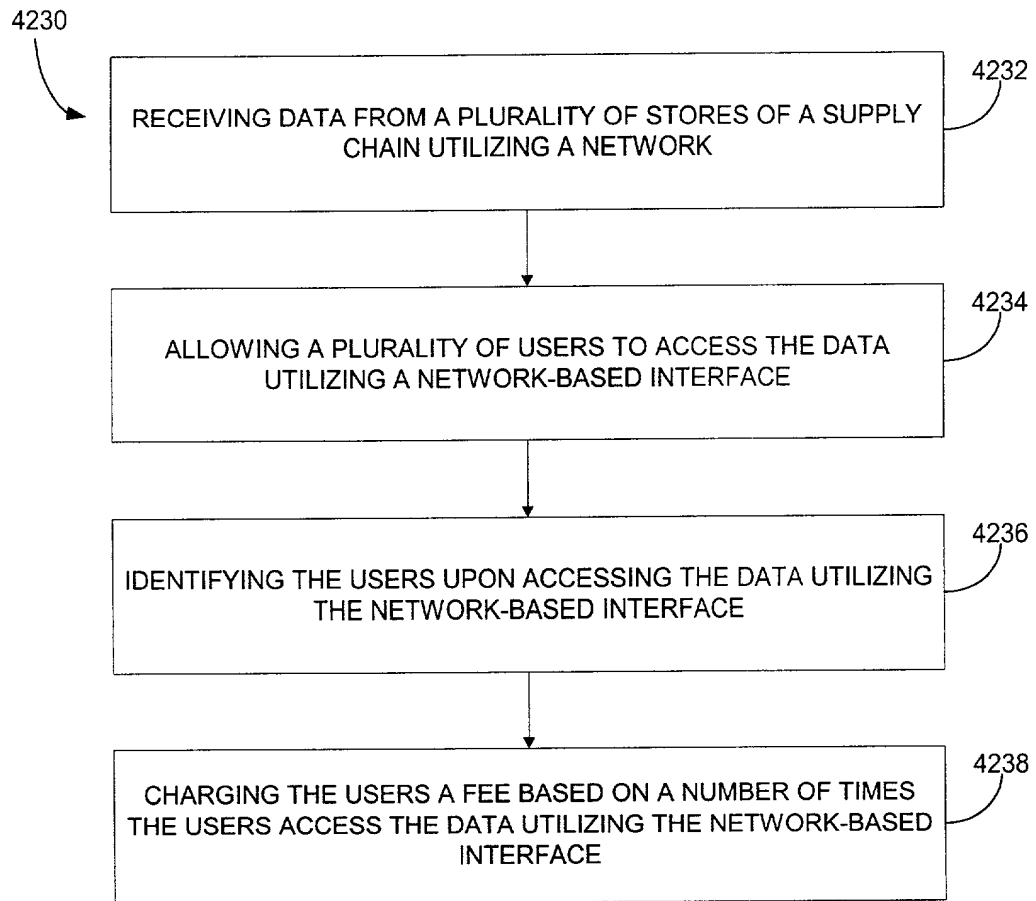 4230
4232
RECEIVING DATA FROM A PLURALITY OF STORES OF A SUPPLY
CHAIN UTILIZING A NETWORK
4234
ALLOWING A PLURALITY OF USERS TO ACCESS THE DATA
UTILIZING A NETWORK-BASED INTERFACE
4236
IDENTIFYING THE USERS UPON ACCESSING THE DATA UTILIZING
THE NETWORK-BASED INTERFACE
4238
CHARGING THE USERS A FEE BASED ON A NUMBER OF TIMES
THE USERS ACCESS THE DATA UTILIZING THE NETWORK-BASED
INTERFACE